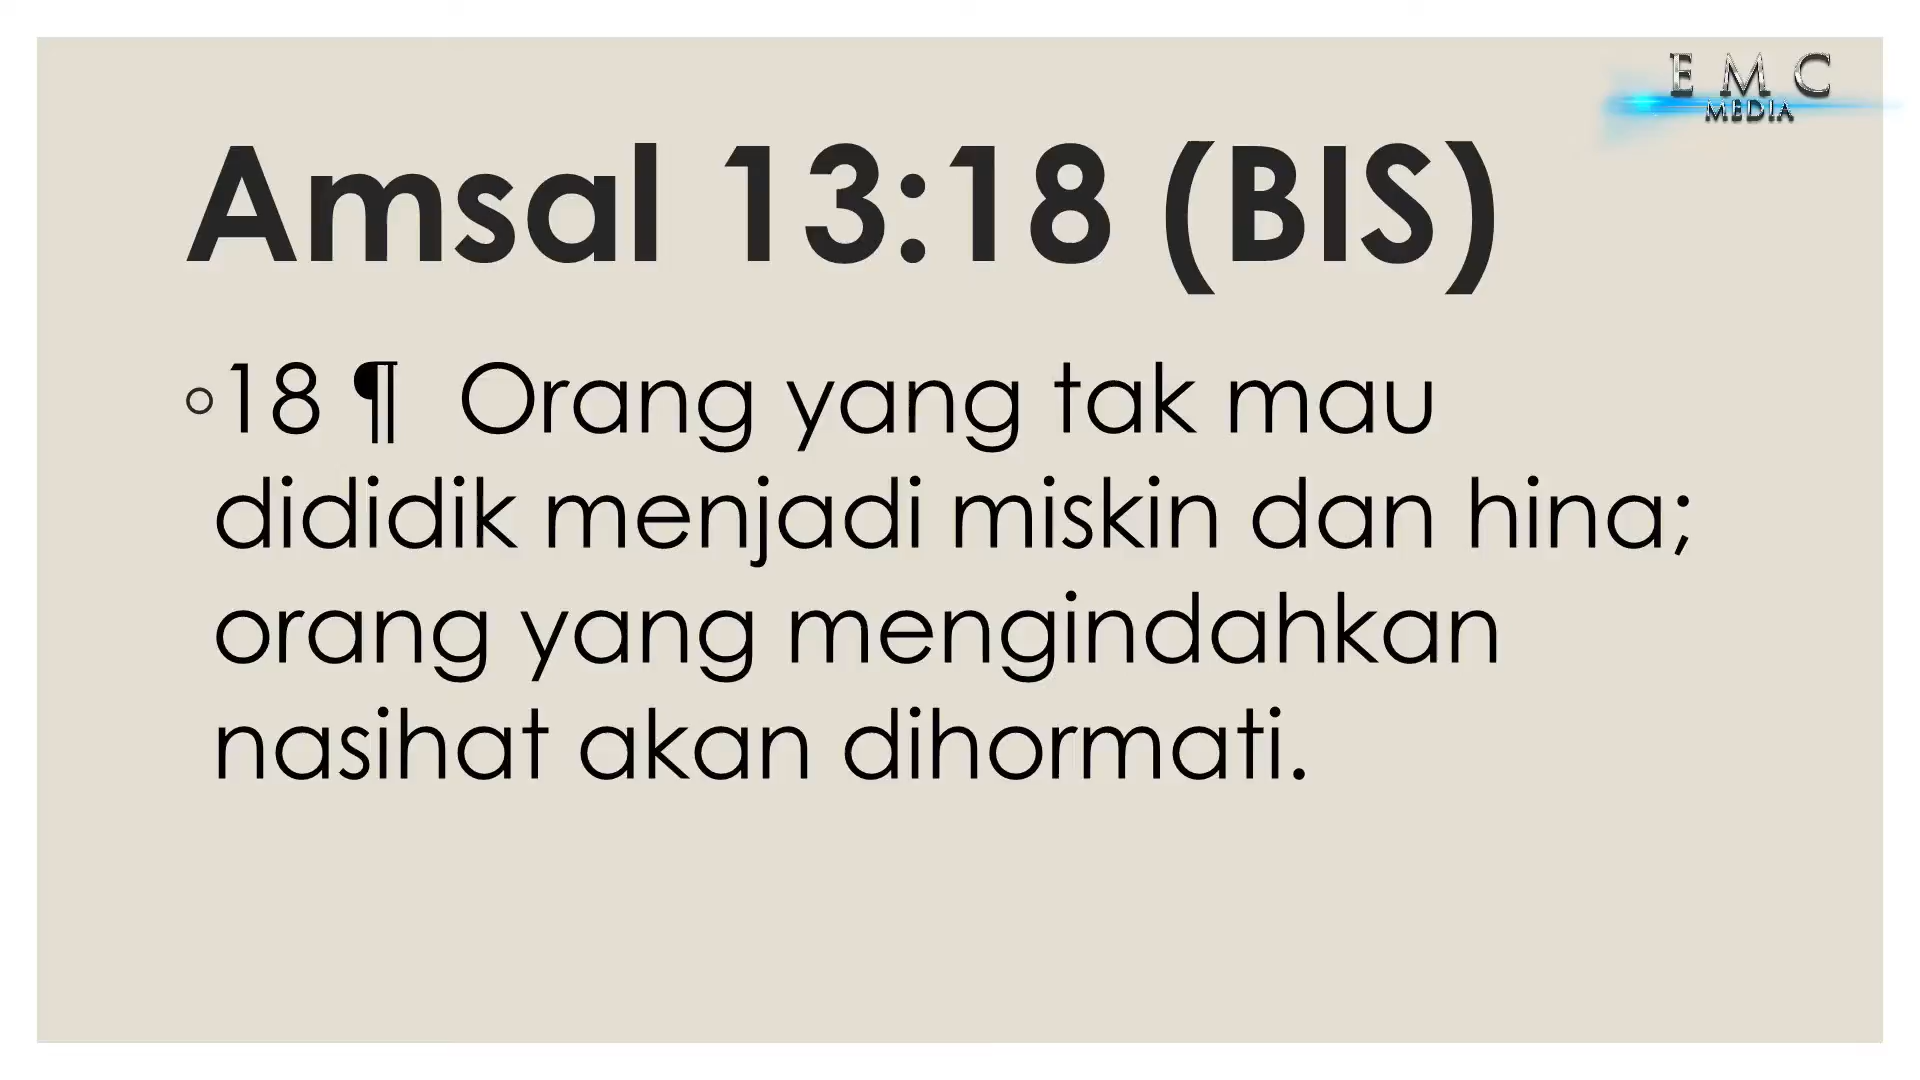 E M C
MEDIA
Amsal 13:18 (BIS)
◦18 ¶  Orang yang tak mau
dididik menjadi miskin dan hina;
orang yang mengindahkan
nasihat akan dihormati.